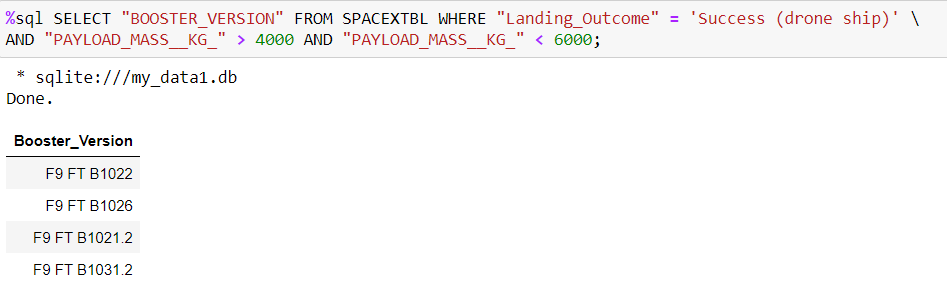 %sql SELECT "BOOSTER_VERSION" FROM SPACEXTBL WHERE "Landing_Outcome" = 'Success (drone ship)' \
AND "PAYLOAD_MASS__KG_" > 4000 AND "PAYLOAD_MASS__KG_" < 6000;
* sqlite:///my_data1.db
Done.
Booster_Version
F9 FT B1022
F9 FT B1026
F9 FT B1021.2
F9 FT B1031.2